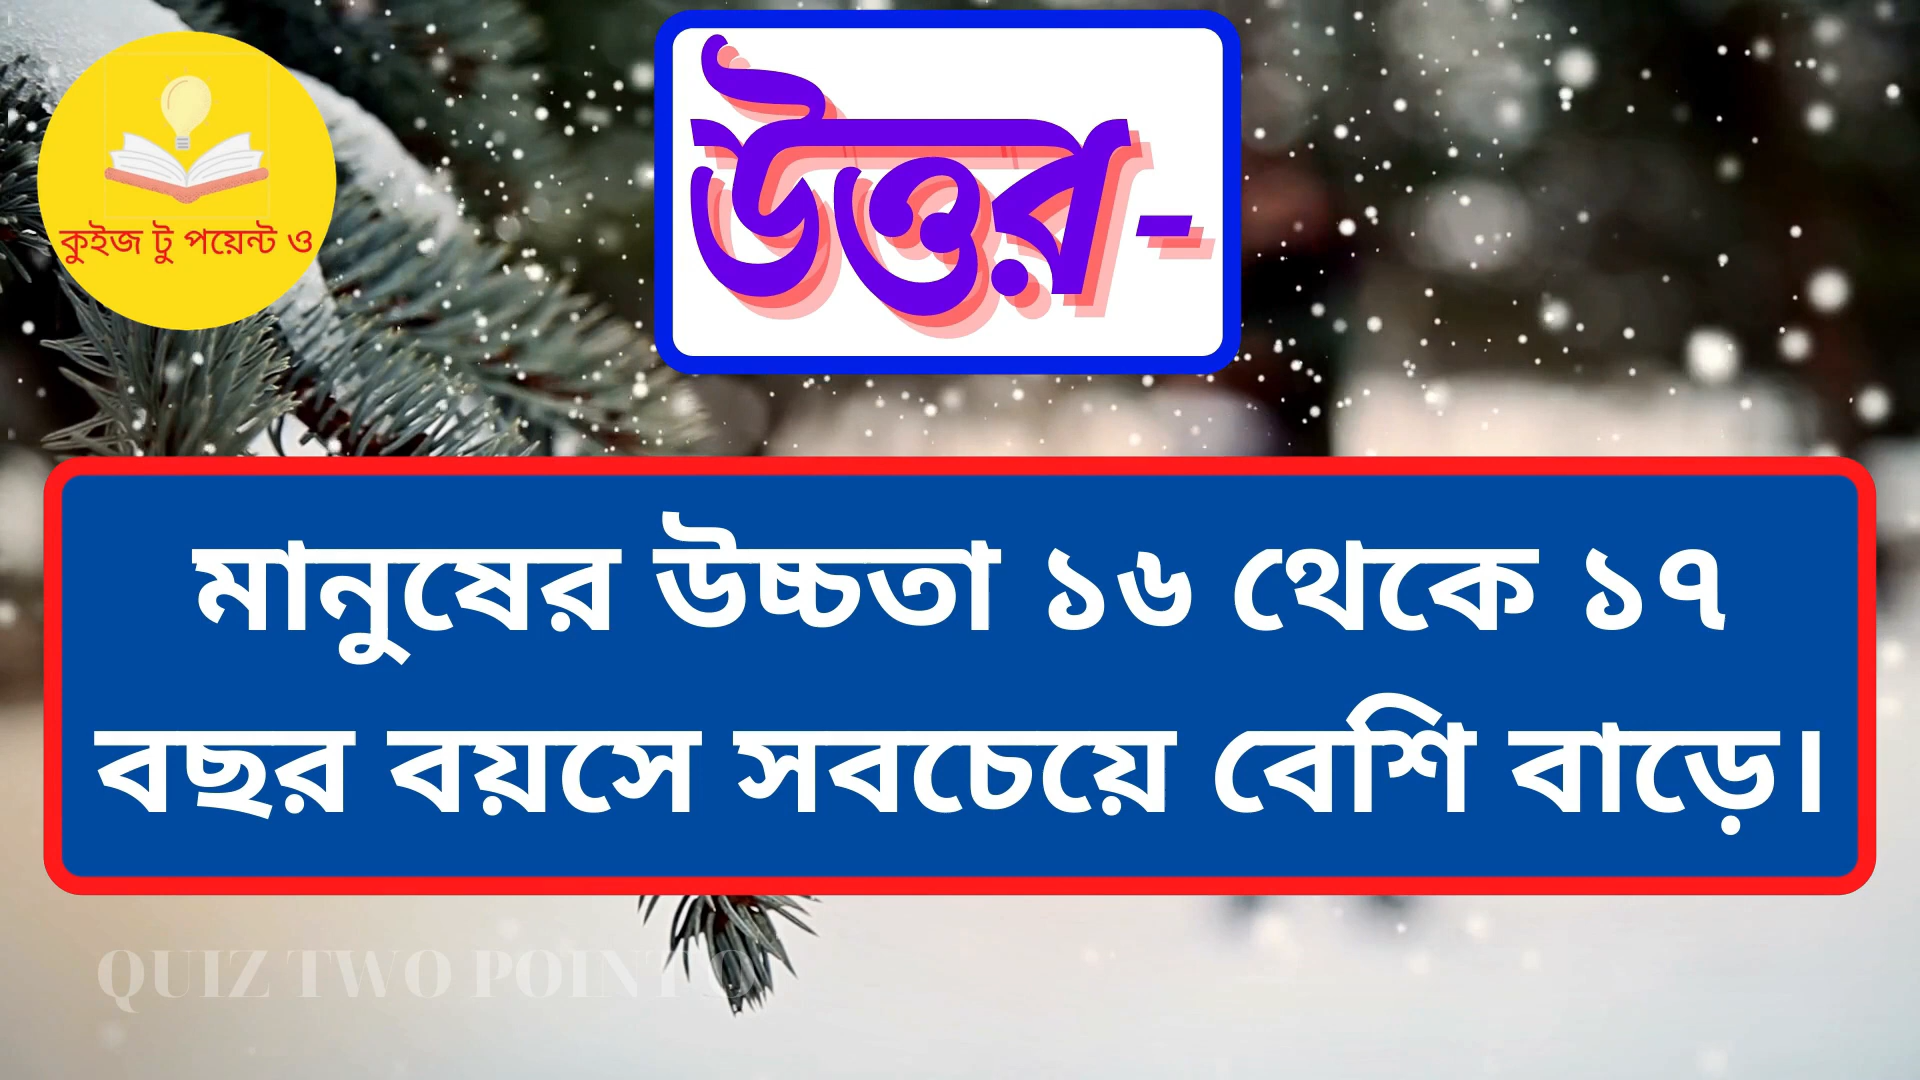 কুইজ টু পয়েন্ট ও
উত্তর -
মানুষের উচ্চতা ১৬ থেকে ১৭
বছর বয়সে সবচেয়ে বেশি বাড়ে।
QUIZ TWO POINT O